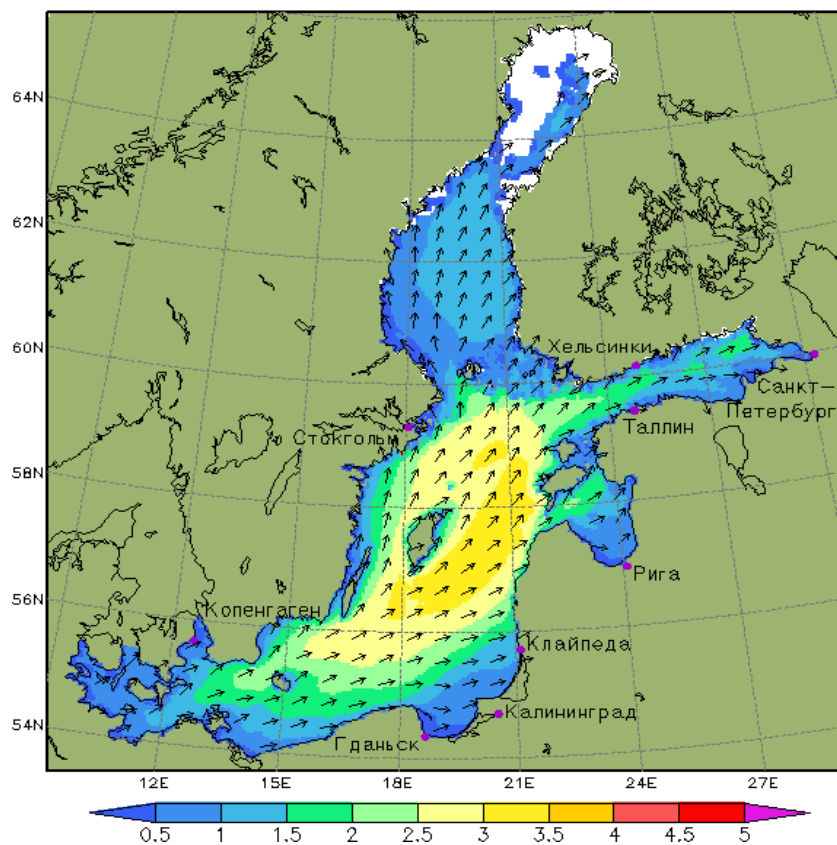 64N
62N
60N
Хельсинки
Санкт-
Петербург
Таллин
Стокгольм
58N
Рига
56N
Копенгаген
Клайпеда
Калининград
54N
Гданьск
12E 15E 18E 21E 24E 27E
0,5 1 1,5 2 2,5 3 3,5 4 4,5 5